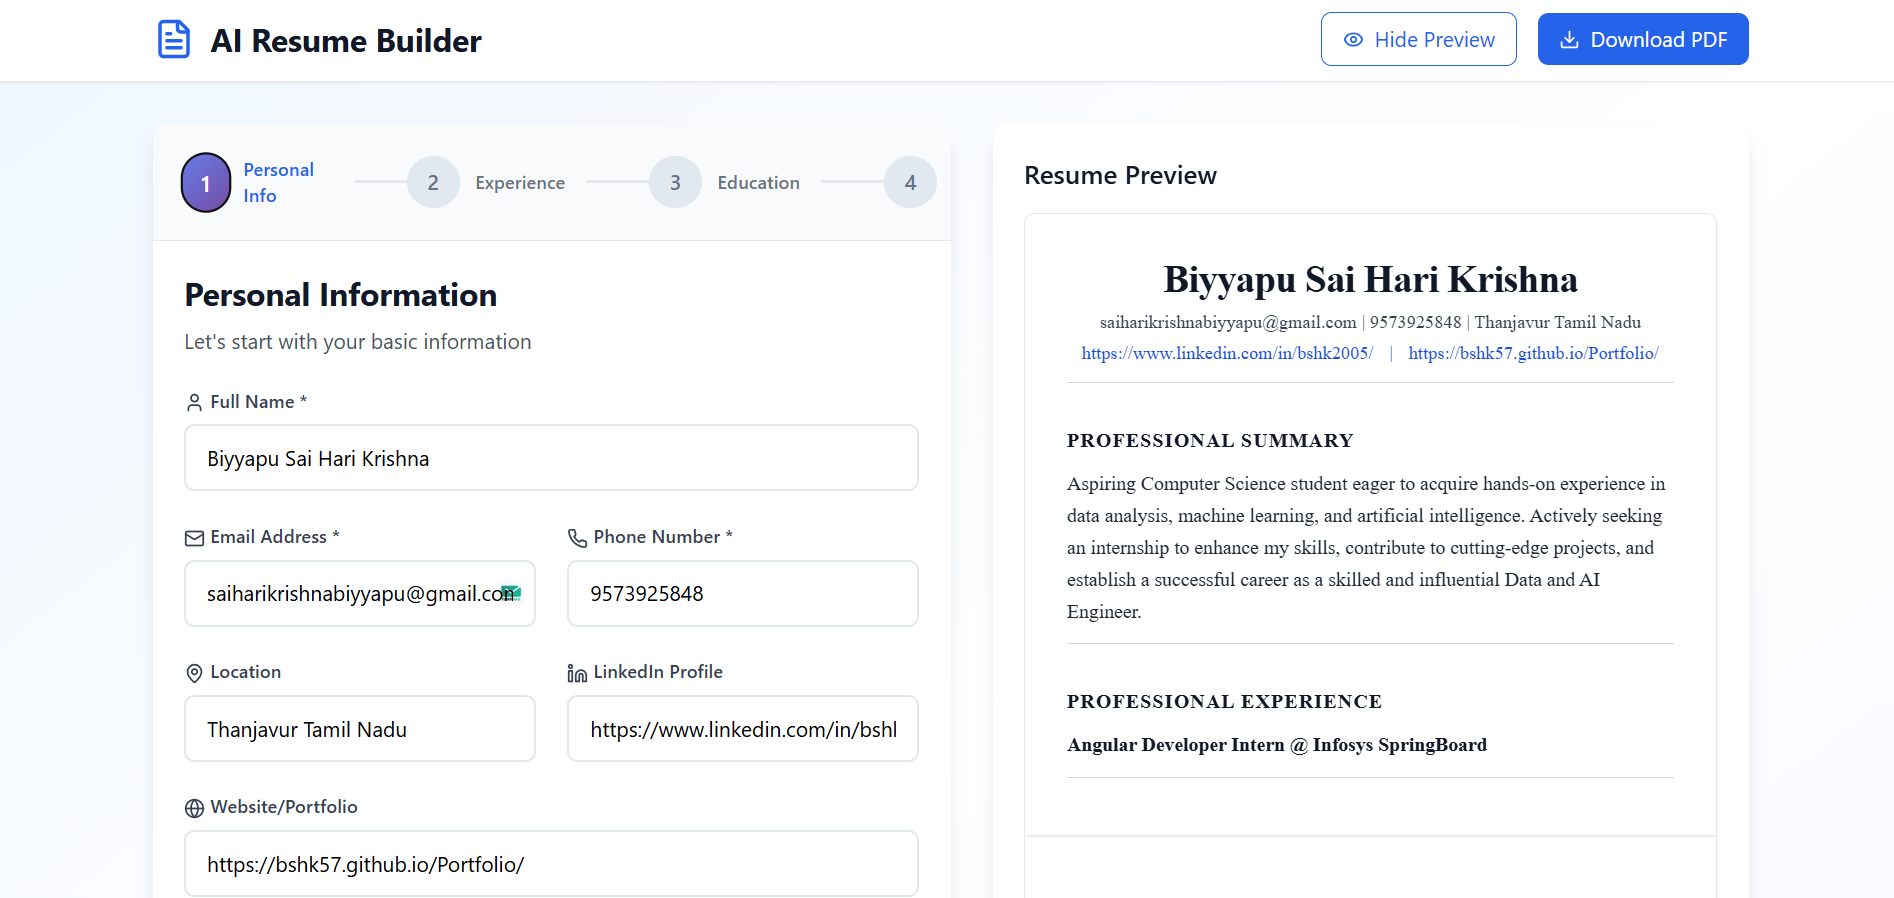 AI Resume Builder
Hide Preview
Download PDF
1
Personal
Info
2
Experience
3
Education
4
Personal Information
Let's start with your basic information
Full Name *
Biyyapu Sai Hari Krishna
Email Address *
Phone Number *
saiharikrishnabiyyapu@gmail.com
9573925848
Location
LinkedIn Profile
Thanjavur Tamil Nadu
https://www.linkedin.com/in/bshl
Website/Portfolio
https://bshk57.github.io/Portfolio/
Resume Preview
Biyyapu Sai Hari Krishna
saiharikrishnabiyyapu@gmail.com | 9573925848 | Thanjavur Tamil Nadu
https://www.linkedin.com/in/bshk2005/ | https://bshk57.github.io/Portfolio/
PROFESSIONAL SUMMARY
Aspiring Computer Science student eager to acquire hands-on experience in
data analysis, machine learning, and artificial intelligence. Actively seeking
an internship to enhance my skills, contribute to cutting-edge projects, and
establish a successful career as a skilled and influential Data and AI
Engineer.
PROFESSIONAL EXPERIENCE
Angular Developer Intern @ Infosys SpringBoard